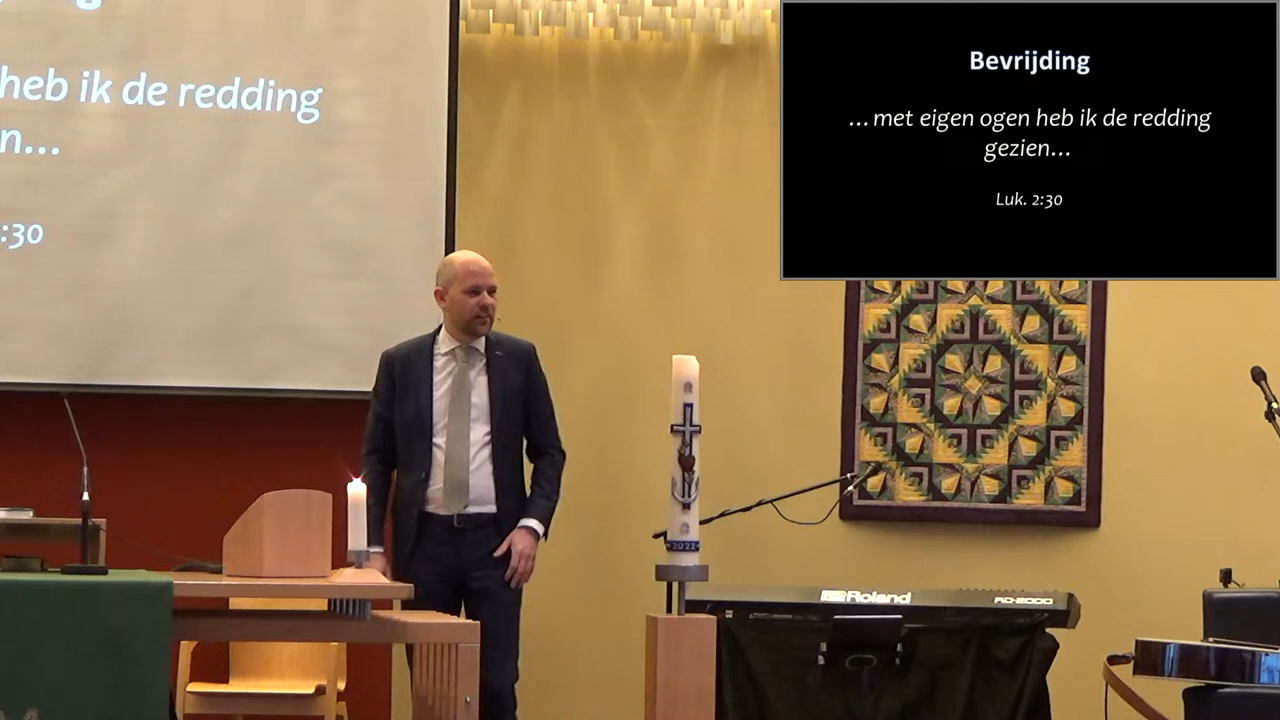 heb ik de redding
n...
:30
Bevrijding
...met eigen ogen heb ik de redding
gezien...
Luk. 2:30
2022
Roland
RD-2000